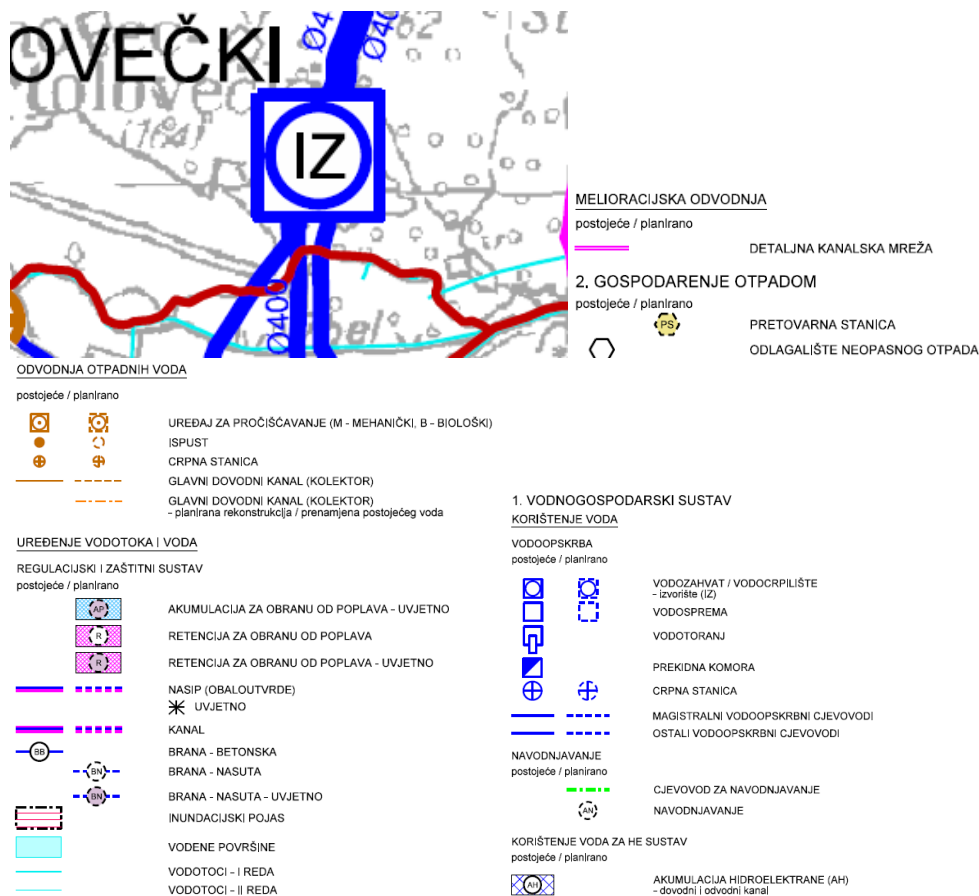 OVEČKI
Ø4
Ø40
(164)
IZ
Ø400
MELIORACIJSKA ODVODNJA
postojeće / planirano
DETALJNA KANALSKA MREŽA
2. GOSPODARENJE OTPADOM
postojeće / planirano
PS
PRETOVARNA STANICA
ODLAGALIŠTE NEOPASNOG OTPADA
ODVODNJA OTPADNIH VODA
postojeće / planirano
UREĐAJ ZA PROČIŠĆAVANJE (M - MEHANIČKI, B - BIOLOŠKI)
ISPUST
CRPNA STANICA
GLAVNI DOVODNI KANAL (KOLEKTOR)
GLAVNI DOVODNI KANAL (KOLEKTOR)
- planirana rekonstrukcija / prenamjena postojećeg voda
UREĐENJE VODOTOKA I VODA
REGULACIJSKI I ZAŠTITNI SUSTAV
postojeće / planirano
AP
AKUMULACIJA ZA OBRANU OD POPLAVA - UVJETNO
R
RETENCIJA ZA OBRANU OD POPLAVA
R
RETENCIJA ZA OBRANU OD POPLAVA - UVJETNO
NASIP (OBALOUTVRDE)
UVJETNO
KANAL
BB
BRANA - BETONSKA
BN
BRANA - NASUTA
BN
BRANA - NASUTA - UVJETNO
INUNDACIJSKI POJAS
VODENE POVRŠINE
VODOTOCI - I REDA
VODOTOCI - II REDA
1. VODNOGOSPODARSKI SUSTAV
KORIŠTENJE VODA
VODOOPSKRBA
postojeće / planirano
VODOZAHVAT / VODOCRPILIŠTE
- izvorište (IZ)
VODOSPREMA
VODOTORANJ
PREKIDNA KOMORA
CRPNA STANICA
MAGISTRALNI VODOOPSKRBNI CJEVOVODI
OSTALI VODOOPSKRBNI CJEVOVODI
NAVODNJAVANJE
postojeće / planirano
CJEVOVOD ZA NAVODNJAVANJE
AN
NAVODNJAVANJE
KORIŠTENJE VODA ZA HE SUSTAV
postojeće / planirano
AH
AKUMULACIJA HIDROELEKTRANE (AH)
- dovodni i odvodni kanal